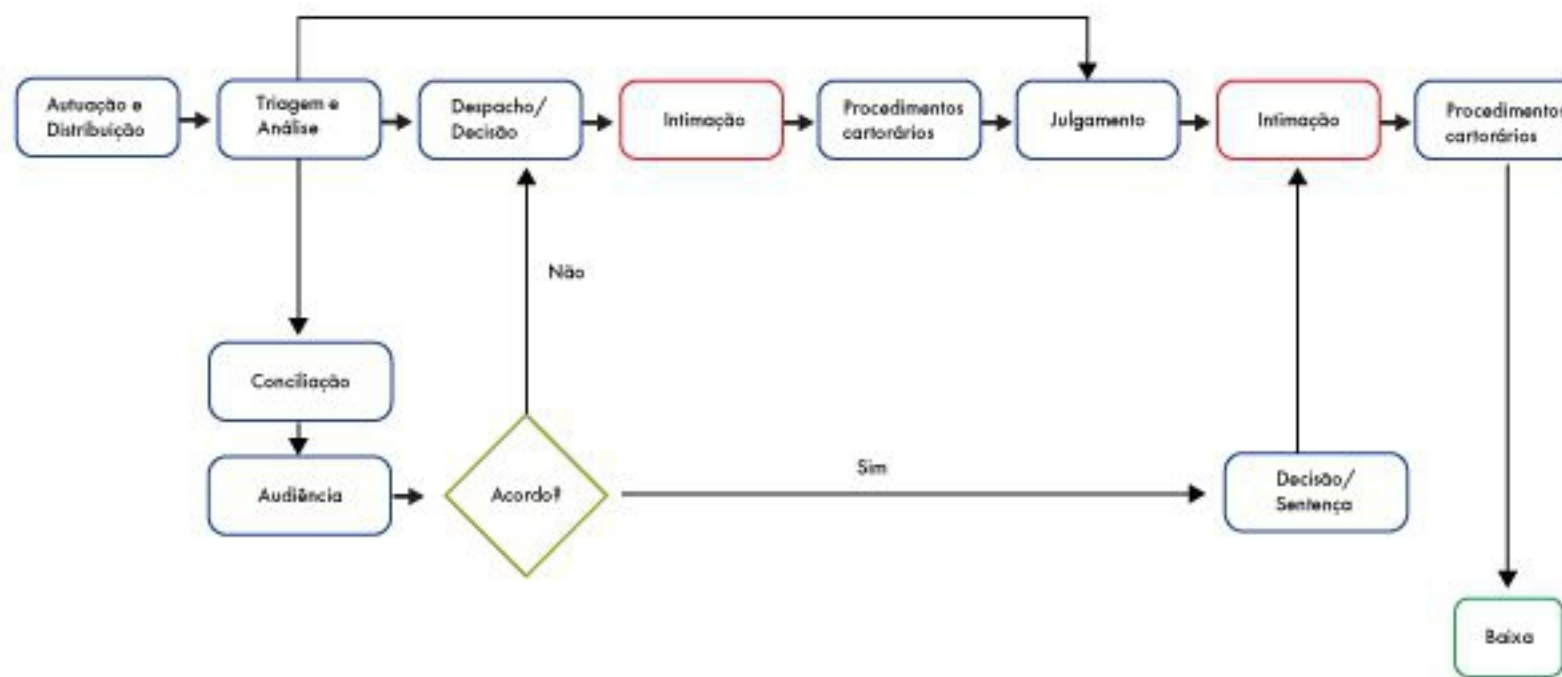 Autuação e
Distribuição
Triagem e
Análise
Despacho/
Decisão
Intimação
Procedimentos
cartorários
Julgamento
Intimação
Procedimentos
cartorários
Não
Conciliação
Audiência
Acordo?
Sim
Decisão/
Sentença
Baixa